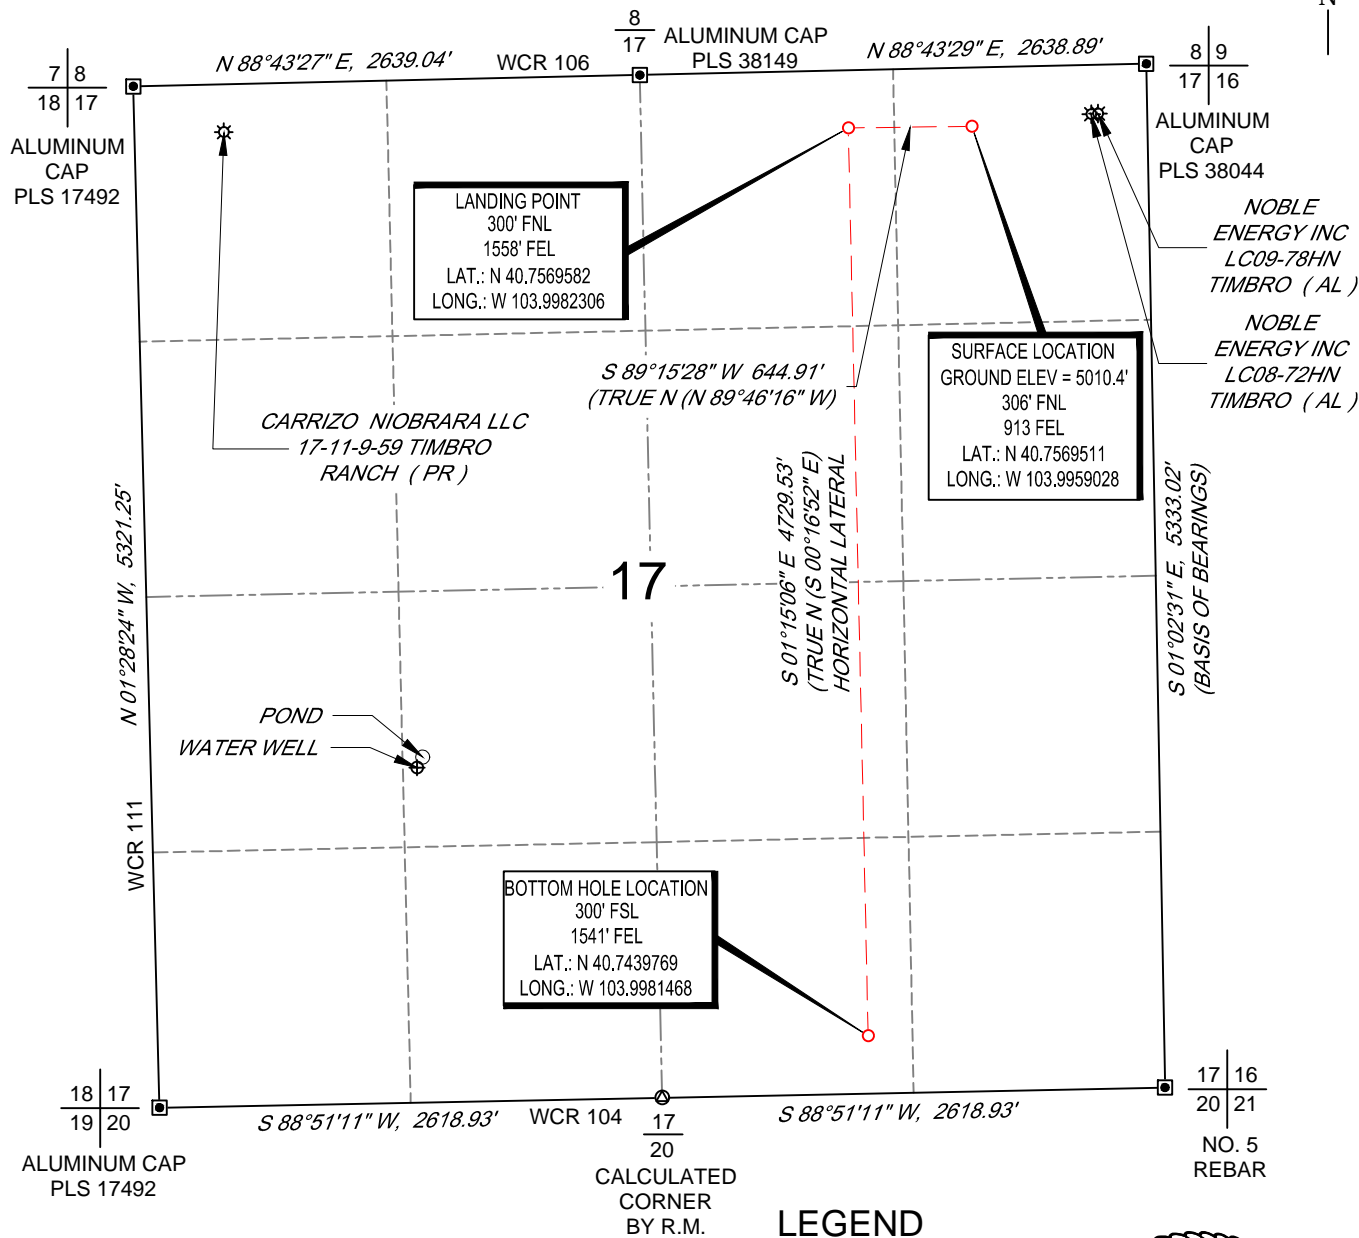 N
8
17
ALUMINUM CAP
PLS 38149
N 88°43'27" E, 2639.04'
WCR 106
N 88°43'29" E, 2638.89'
7 8
18 17
ALUMINUM
CAP
PLS 17492
8 9
17 16
ALUMINUM
CAP
PLS 38044
LANDING POINT
300' FNL
1558' FEL
LAT.: N 40.7569582
LONG.: W 103.9982306
NOBLE
ENERGY INC
LC09-78HN
TIMBRO ( AL )
NOBLE
ENERGY INC
LC08-72HN
TIMBRO ( AL )
SURFACE LOCATION
GROUND ELEV = 5010.4'
306' FNL
913 FEL
LAT.: N 40.7569511
LONG.: W 103.9959028
S 89°15'28" W 644.91'
(TRUE N (N 89°46'16" W)
CARRIZO NIOBRARA LLC
17-11-9-59 TIMBRO
RANCH ( PR )
N 01°28'24" W, 5321.25'
S 01°15'06" E 4729.53'
(TRUE N (S 00°16'52" E)
HORIZONTAL LATERAL
S 01°02'31" E, 5333.02'
(BASIS OF BEARINGS)
17
POND
WATER WELL
WCR 111
BOTTOM HOLE LOCATION
300' FSL
1541' FEL
LAT.: N 40.7439769
LONG.: W 103.9981468
18 17
19 20
ALUMINUM CAP
PLS 17492
S 88°51'11" W, 2618.93'
WCR 104
17
20
CALCULATED
CORNER
BY R.M.
S 88°51'11" W, 2618.93'
17 16
20 21
NO. 5
REBAR
LEGEND